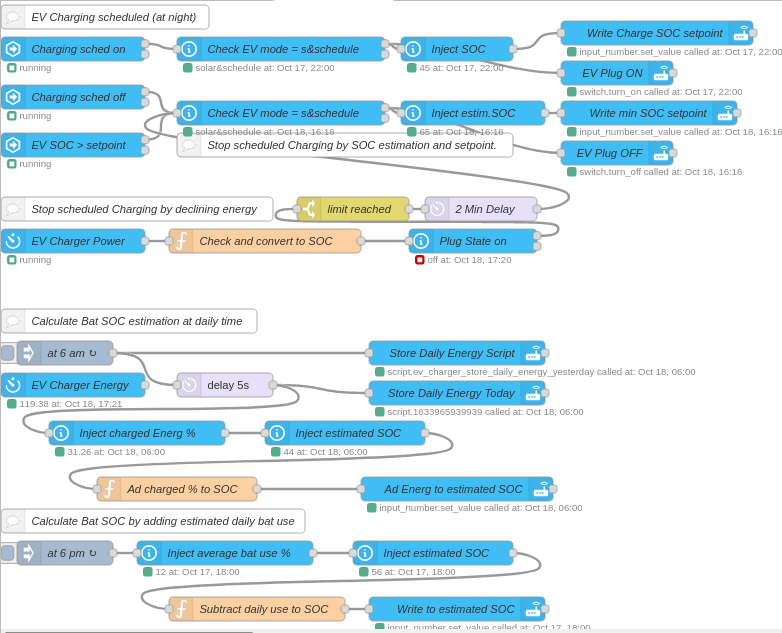 EV Charging scheduled (at night)
Write Charge SOC setpoint
Charging sched on
Check EV mode = s&schedule
Inject SOC
input_number.set_value called at: Oct 17, 22:00
running
solar&schedule at: Oct 17, 22:00
45 at: Oct 17, 22:00
EV Plug ON
switch.turn_on called at: Oct 17, 22:00
Charging sched off
running
Check EV mode = s&schedule
Inject estim.SOC
Write min SOC setpoint
solar&schedule at: Oct 18, 16:16
65 at: Oct 18, 16:16
input_number.set_value called at: Oct 18, 16:16
EV SOC > setpoint
Stop scheduled Charging by SOC estimation and setpoint.
EV Plug OFF
running
switch.turn_off called at: Oct 18, 16:16
Stop scheduled Charging by declining energy
limit reached
2 Min Delay
EV Charger Power
Check and convert to SOC
Plug State on
running
off at: Oct 18, 17:20
Calculate Bat SOC estimation at daily time
at 6 am ↻
Store Daily Energy Script
script.ev_charger_store_daily_energy_yesterday called at: Oct 18, 06:00
EV Charger Energy
delay 5s
Store Daily Energy Today
119.38 at: Oct 18, 17:21
script.1633965939939 called at: Oct 18, 06:00
Inject charged Energ %
Inject estimated SOC
31.26 at: Oct 18, 06:00
44 at: Oct 18, 06:00
Ad charged % to SOC
Ad Energ to estimated SOC
input_number.set_value called at: Oct 18, 06:00
Calculate Bat SOC by adding estimated daily bat use
at 6 pm ↻
Inject average bat use %
Inject estimated SOC
12 at: Oct 17, 18:00
56 at: Oct 17, 18:00
Subtract daily use to SOC
Write to estimated SOC
input_number.set_value called at: Oct 17, 18:00